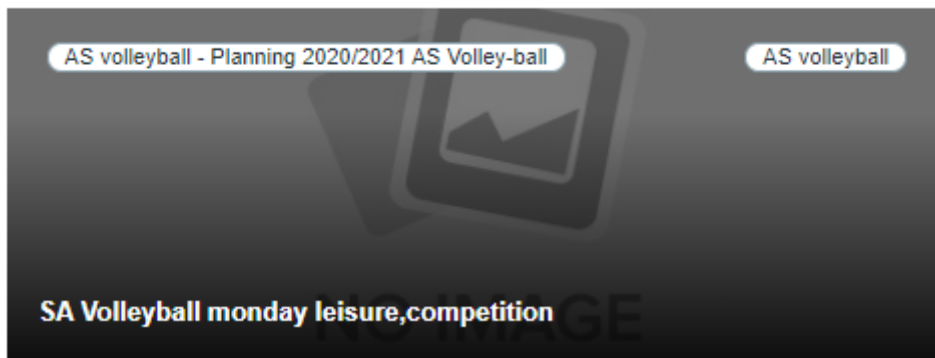 AS volleyball - Planning 2020/2021 AS Volley-ball
AS volleyball
SA Volleyball monday leisure,competition
NO IMAGE